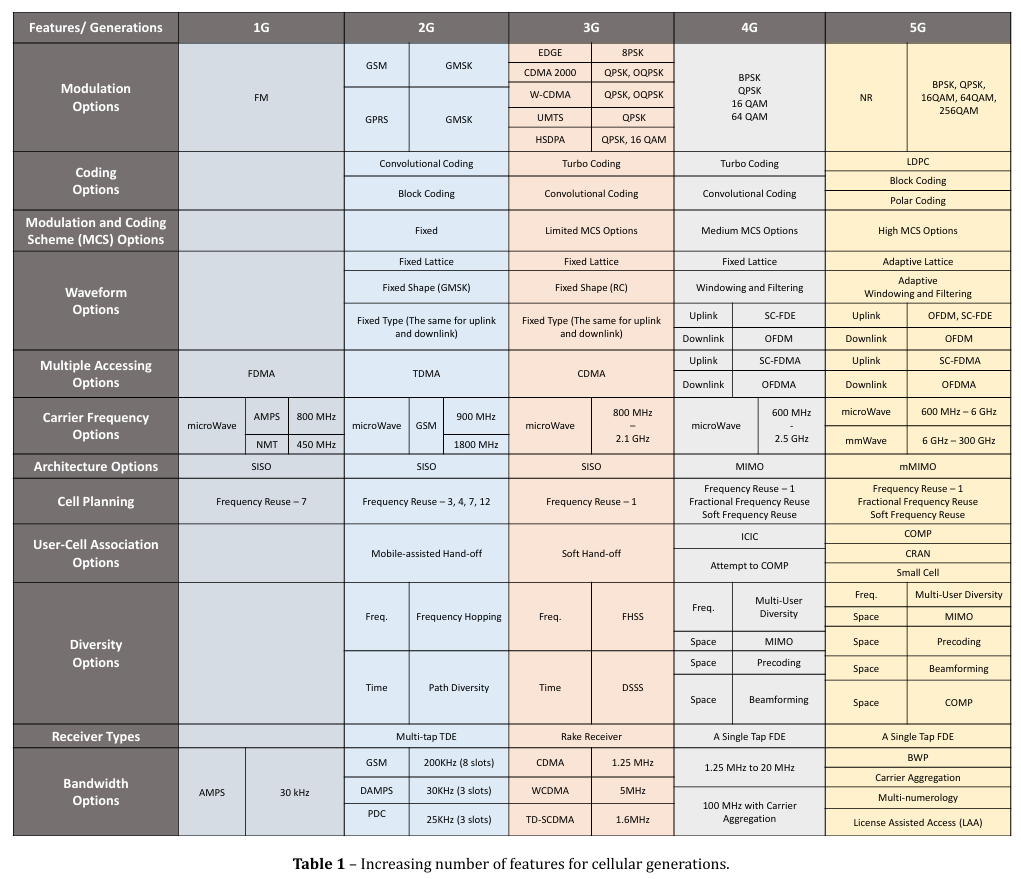 Features/ Generations 1G 2G 3G 4G 5G
Modulation
Options
FM
GSM GMSK
GPRS GMSK
EDGE 8PSK
CDMA 2000 QPSK, OQPSK
W-CDMA QPSK, OQPSK
UMTS QPSK
HSDPA QPSK, 16 QAM
BPSK
QPSK
16 QAM
64 QAM
NR
BPSK, QPSK,
16QAM, 64QAM,
256QAM
Coding
Options
Convolutional Coding
Block Coding
Turbo Coding
Convolutional Coding
Turbo Coding
Convolutional Coding
LDPC
Block Coding
Polar Coding
Modulation and Coding
Scheme (MCS) Options
Fixed
Limited MCS Options
Medium MCS Options
High MCS Options
Waveform
Options
Fixed Lattice
Fixed Shape (GMSK)
Fixed Type (The same for uplink
and downlink)
Fixed Lattice
Fixed Shape (RC)
Fixed Type (The same for uplink
and downlink)
Fixed Lattice
Windowing and Filtering
Uplink SC-FDE
Downlink OFDM
Adaptive Lattice
Adaptive
Windowing and Filtering
Uplink OFDM, SC-FDE
Downlink OFDM
Multiple Accessing
Options
FDMA
TDMA
CDMA
Uplink SC-FDMA
Downlink OFDMA
Uplink SC-FDMA
Downlink OFDMA
Carrier Frequency
Options
microWave
AMPS 800 MHz
NMT 450 MHz
microWave
GSM
900 MHz
1800 MHz
microWave
800 MHz
–
2.1 GHz
microWave
600 MHz
-
2.5 GHz
microWave 600 MHz – 6 GHz
mmWave 6 GHz – 300 GHz
Architecture Options SISO SISO SISO MIMO mMIMO
Cell Planning
Frequency Reuse – 7
Frequency Reuse – 3, 4, 7, 12
Frequency Reuse – 1
Frequency Reuse – 1
Fractional Frequency Reuse
Soft Frequency Reuse
Frequency Reuse – 1
Fractional Frequency Reuse
Soft Frequency Reuse
User-Cell Association
Options
Mobile-assisted Hand-off
Soft Hand-off
ICIC
Attempt to COMP
COMP
CRAN
Small Cell
Diversity
Options
Freq. Frequency Hopping
Time Path Diversity
Freq. FHSS
Time DSSS
Freq.
Multi-User
Diversity
Space MIMO
Space Precoding
Space Beamforming
Freq. Multi-User Diversity
Space MIMO
Space Precoding
Space Beamforming
Space COMP
Receiver Types Multi-tap TDE Rake Receiver A Single Tap FDE A Single Tap FDE
Bandwidth
Options
AMPS 30 kHz
GSM 200KHz (8 slots)
DAMPS 30KHz (3 slots)
PDC 25KHz (3 slots)
CDMA 1.25 MHz
WCDMA 5MHz
TD-SCDMA 1.6MHz
1.25 MHz to 20 MHz
100 MHz with Carrier
Aggregation
BWP
Carrier Aggregation
Multi-numerology
License Assisted Access (LAA)
Table 1 – Increasing number of features for cellular generations.